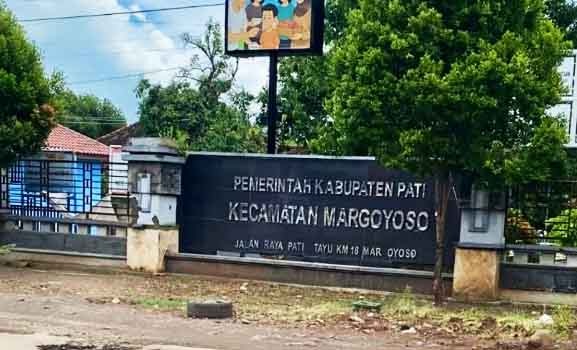 PEMERINTAH KABUPATEN PATI
KECAMATAN MARGOYOSO
JALAN RAYA PATI TAYU KM 18 MAR OYOSO